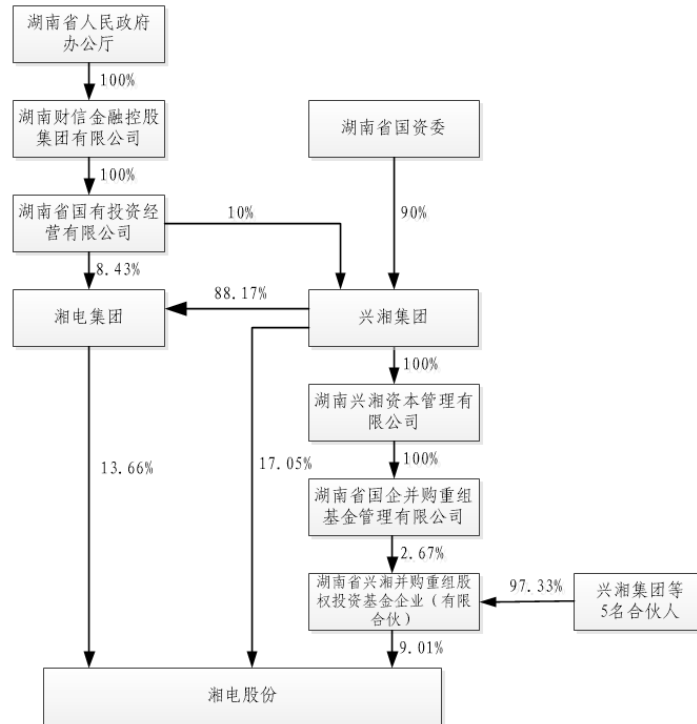 湖南省人民政府
办公厅
100%
湖南财信金融控股
集团有限公司
湖南省国资委
100%
湖南省国有投资经
营有限公司
10%
90%
8.43%
湘电集团
88.17%
兴湘集团
100%
湖南兴湘资本管理有
限公司
13.66%
17.05%
100%
湖南省国企并购重组
基金管理有限公司
2.67%
湖南省兴湘并购重组股
权投资基金企业（有限
合伙）
97.33%
兴湘集团等
5名合伙人
9.01%
湘电股份